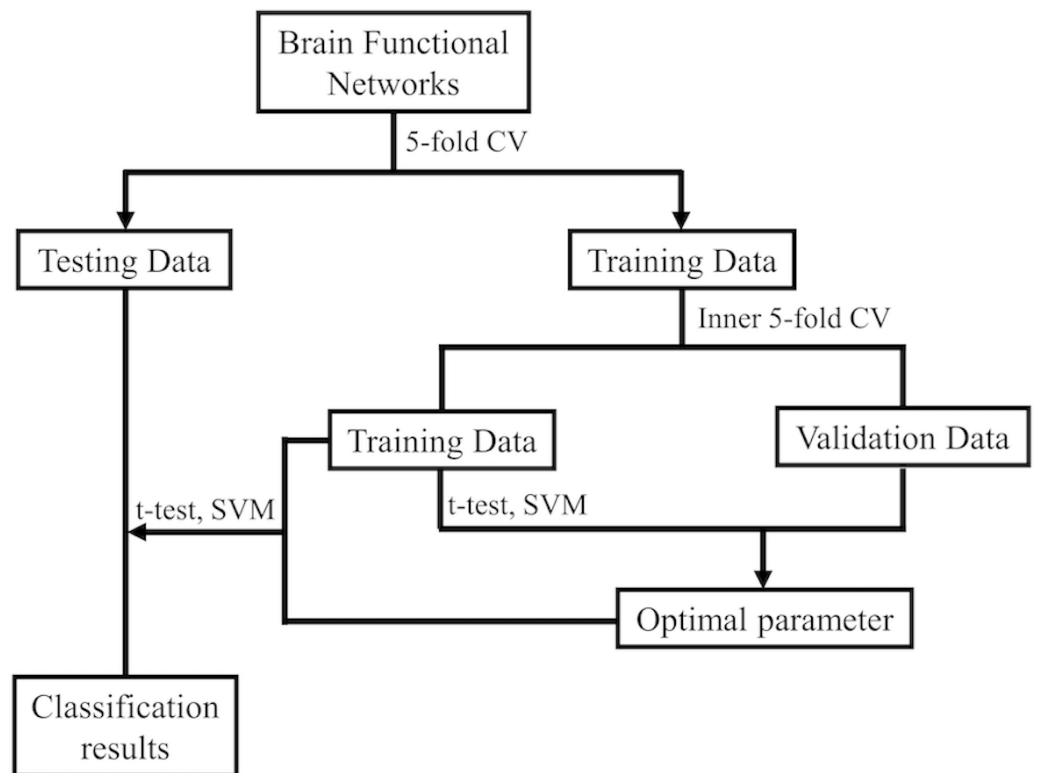 Brain Functional
Networks
5-fold CV
Testing Data
Training Data
Inner 5-fold CV
Training Data
Validation Data
t-test, SVM
t-test, SVM
Optimal parameter
Classification
results